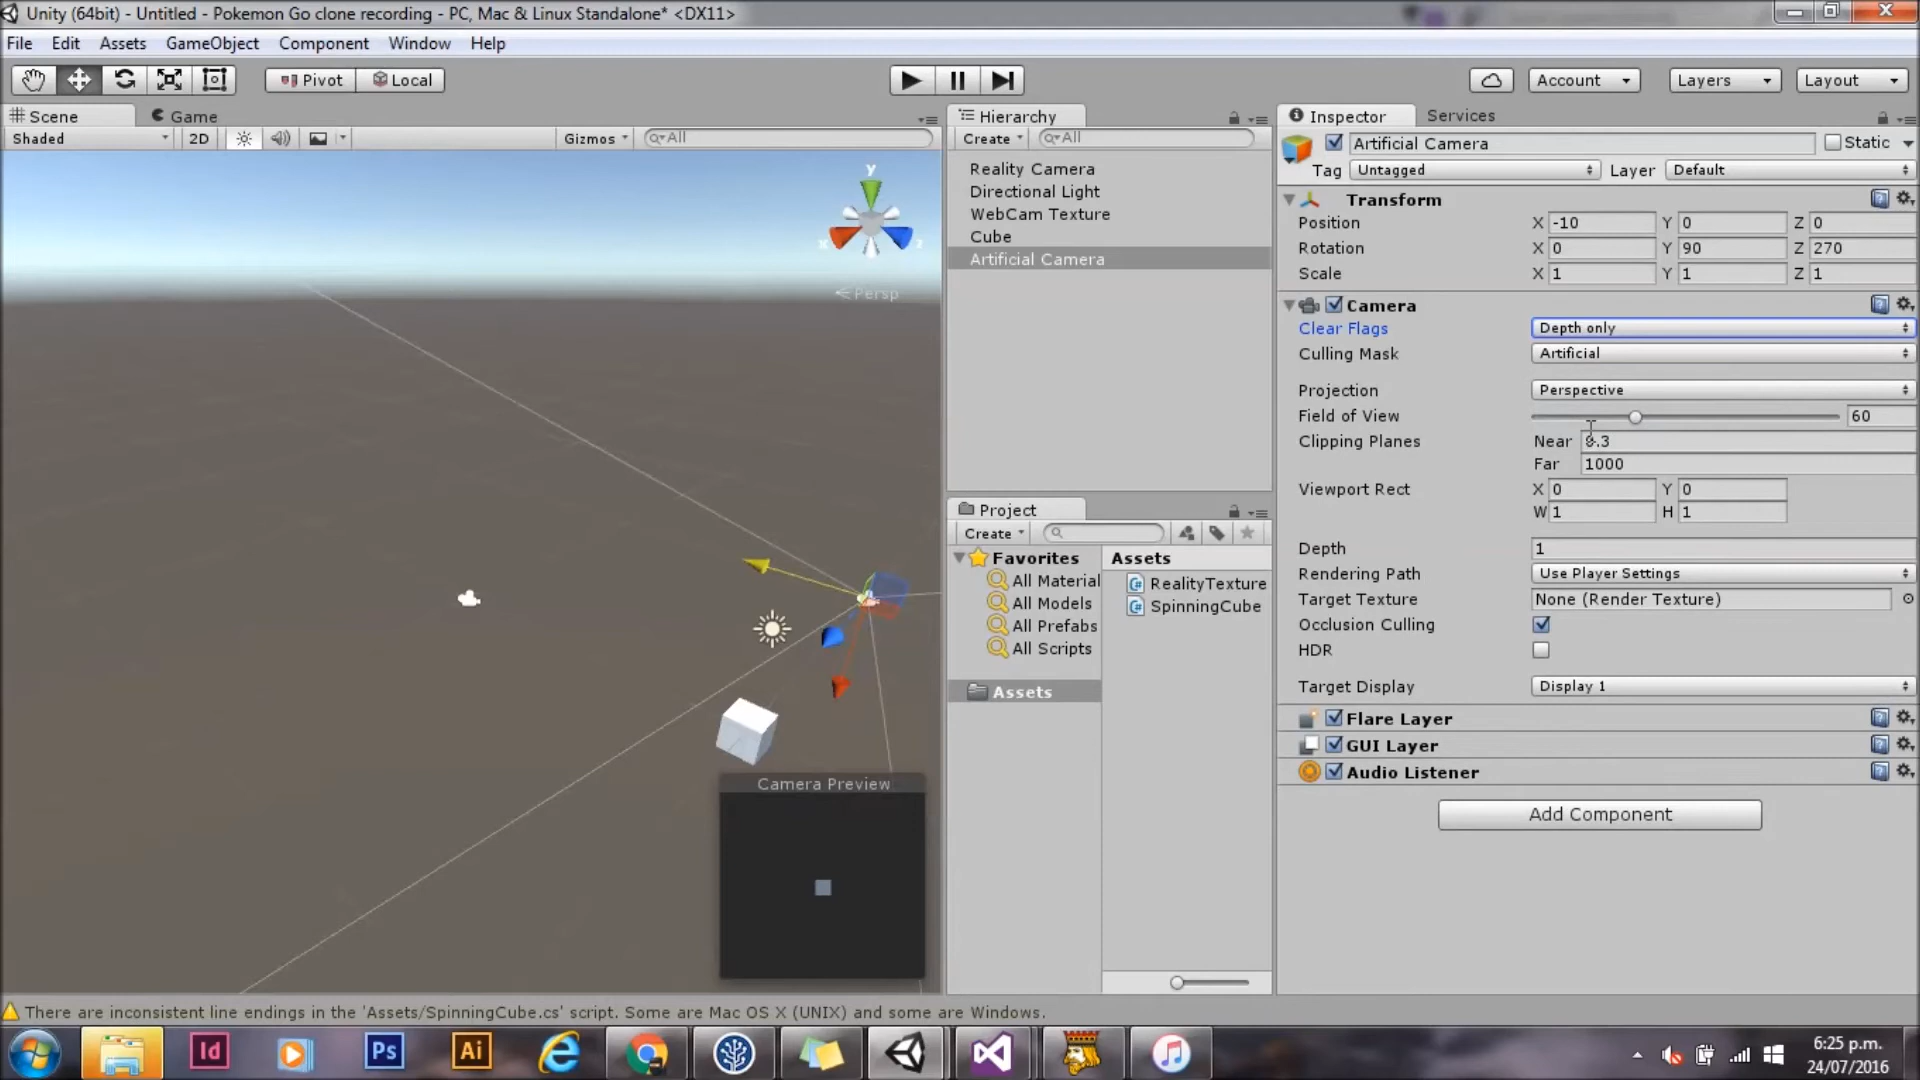 Unity (64bit) - Untitled - Pokemon Go clone recording - PC, Mac & Linux Standalone* <DX11>
File Edit Assets GameObject Component Window Help
Pivot Local Account Layers Layout
Scene Game
Shaded 2D Gizmos All
y
x z
Persp
Camera Preview
Hierarchy
Create All
Reality Camera
Directional Light
WebCam Texture
Cube
Artificial Camera
Project
Create
Favorites
All Material
All Models
All Prefabs
All Scripts
Assets
Assets
RealityTexture
SpinningCube
Inspector Services
Artificial Camera Static
Tag Untagged Layer Default
Transform
Position X -10 Y 0 Z 0
Rotation X 0 Y 90 Z 270
Scale X 1 Y 1 Z 1
Camera
Clear Flags Depth only
Culling Mask Artificial
Projection Perspective
Field of View 60
Clipping Planes Near 0.3
Far 1000
Viewport Rect X 0 Y 0
W 1 H 1
Depth 1
Rendering Path Use Player Settings
Target Texture None (Render Texture)
Occlusion Culling
HDR
Target Display Display 1
Flare Layer
GUI Layer
Audio Listener
Add Component
There are inconsistent line endings in the 'Assets/SpinningCube.cs' script. Some are Mac OS X (UNIX) and some are Windows.
Id Ps Ai
6:25 p.m.
24/07/2016